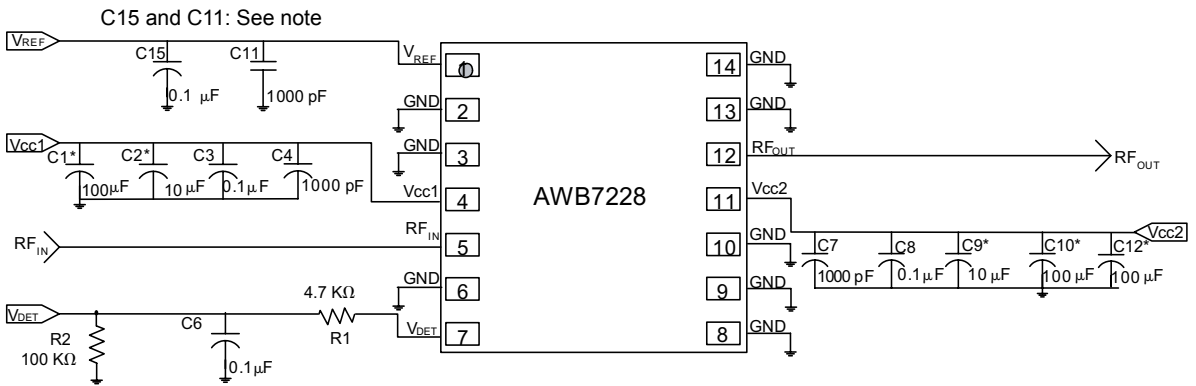 C15 and C11: See note
VREF
C15
0.1 µF
C11
1000 pF
VREF
1
GND
2
GND
3
Vcc1
C1*
100µF
C2*
10 µF
C3
0.1µF
C4
1000 pF
Vcc1
4
RFIN
RFIN
5
GND
6
VDET
R2
100 KΩ
C6
0.1µF
4.7 KΩ
R1
VDET
7
AWB7228
14
GND
13
GND
12
RFOUT
RFOUT
11
Vcc2
Vcc2
10
GND
C7
1000 pF
C8
0.1µF
C9*
10 µF
C10*
100 µF
C12*
100 µF
9
GND
8
GND